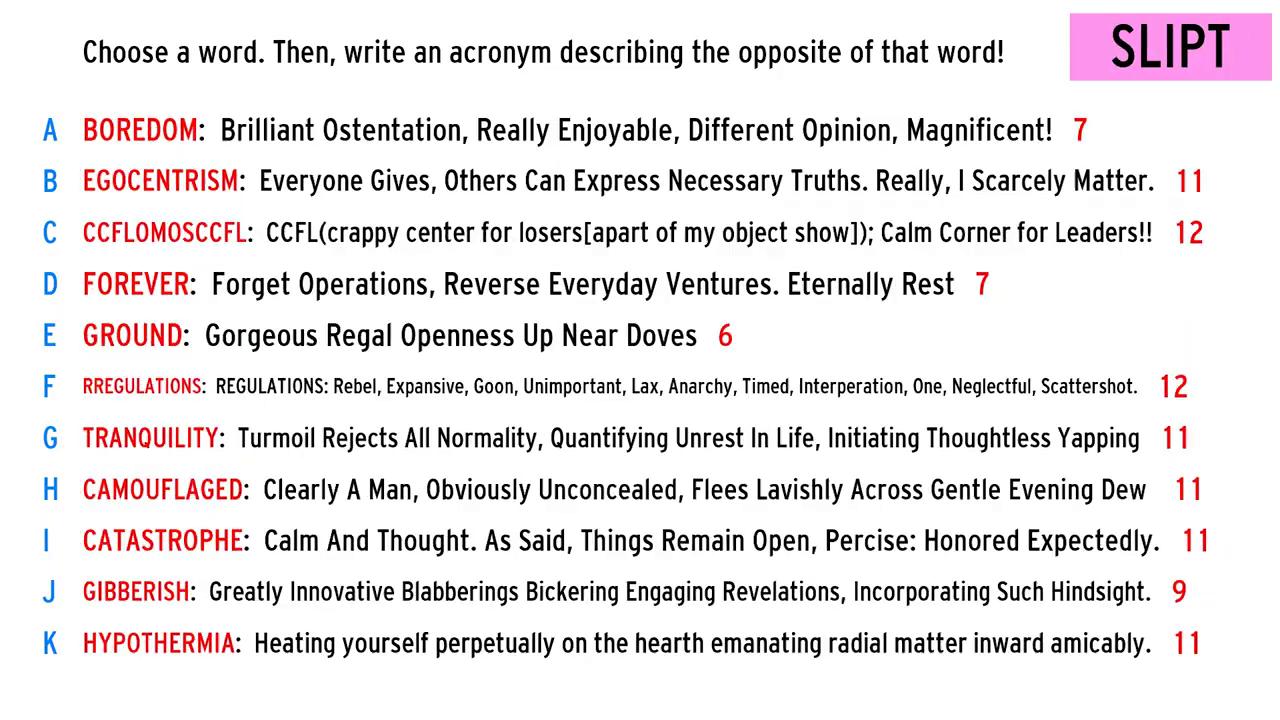 Choose a word. Then, write an acronym describing the opposite of that word!
SLIPT
A BOREDOM: Brilliant Ostentation, Really Enjoyable, Different Opinion, Magnificent! 7
B EGOCENTRISM: Everyone Gives, Others Can Express Necessary Truths. Really, I Scarcely Matter. 11
C CCFLOMOSCCFL: CCFL(crappy center for losers[apart of my object show]); Calm Corner for Leaders!! 12
D FOREVER: Forget Operations, Reverse Everyday Ventures. Eternally Rest 7
E GROUND: Gorgeous Regal Openness Up Near Doves 6
F RREGULATIONS: REGULATIONS: Rebel, Expansive, Goon, Unimportant, Lax, Anarchy, Timed, Interperation, One, Neglectful, Scattershot. 12
G TRANQUILITY: Turmoil Rejects All Normality, Quantifying Unrest In Life, Initiating Thoughtless Yapping 11
H CAMOUFLAGED: Clearly A Man, Obviously Unconcealed, Flees Lavishly Across Gentle Evening Dew 11
I CATASTROPHE: Calm And Thought. As Said, Things Remain Open, Percise: Honored Expectedly. 11
J GIBBERISH: Greatly Innovative Blabberings Bickering Engaging Revelations, Incorporating Such Hindsight. 9
K HYPOTHERMIA: Heating yourself perpetually on the hearth emanating radial matter inward amicably. 11